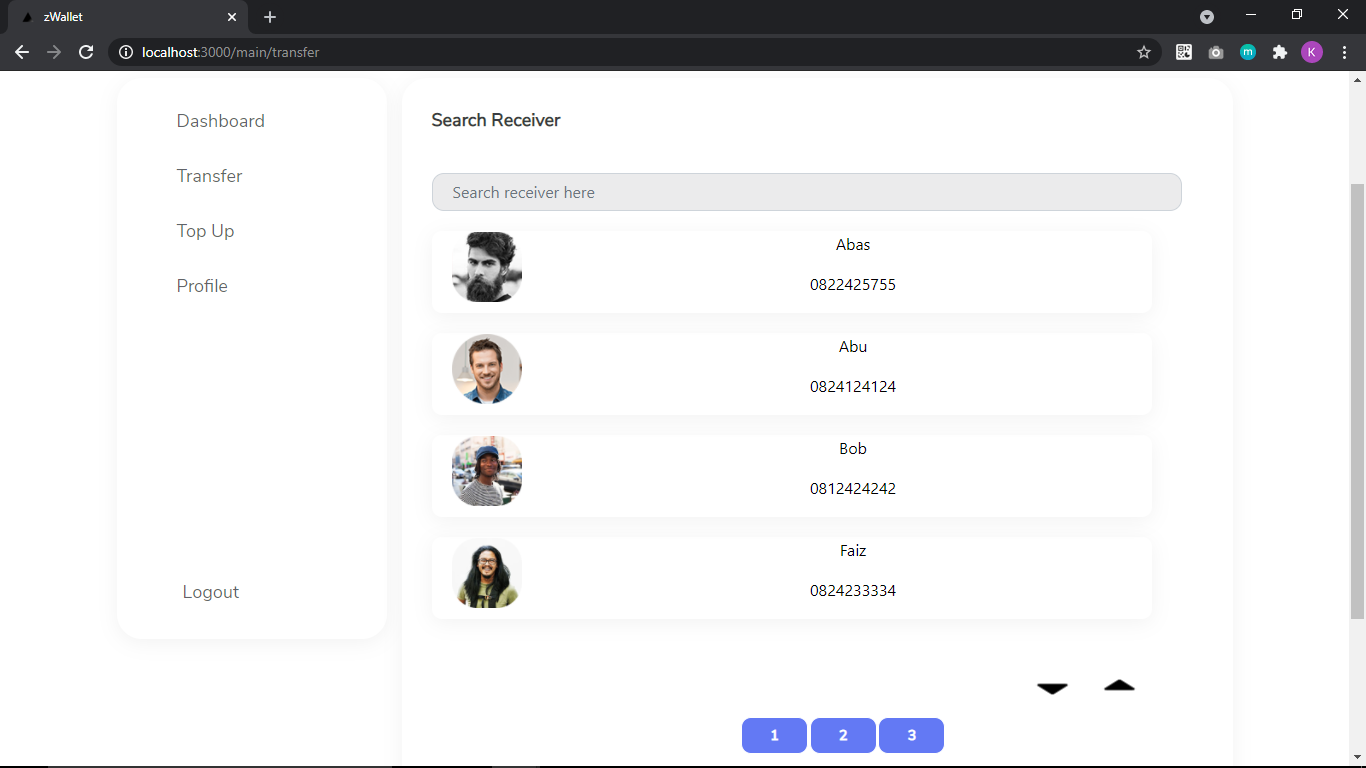 zWallet
localhost:3000/main/transfer
m
K
Dashboard
Transfer
Top Up
Profile
Logout
Search Receiver
Search receiver here
Abas
0822425755
Abu
0824124124
Bob
0812424242
Faiz
0824233334
1 2 3